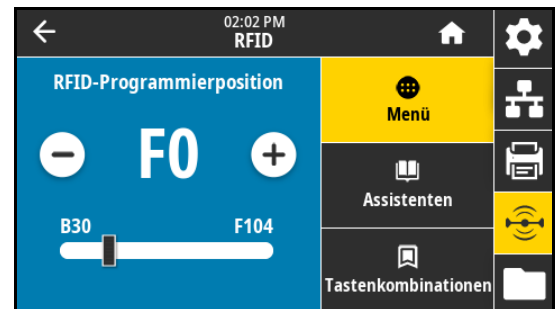 02:02 PM
RFID
RFID-Programmierposition
F0
B30
F104
Menü
Assistenten
Tastenkombinationen